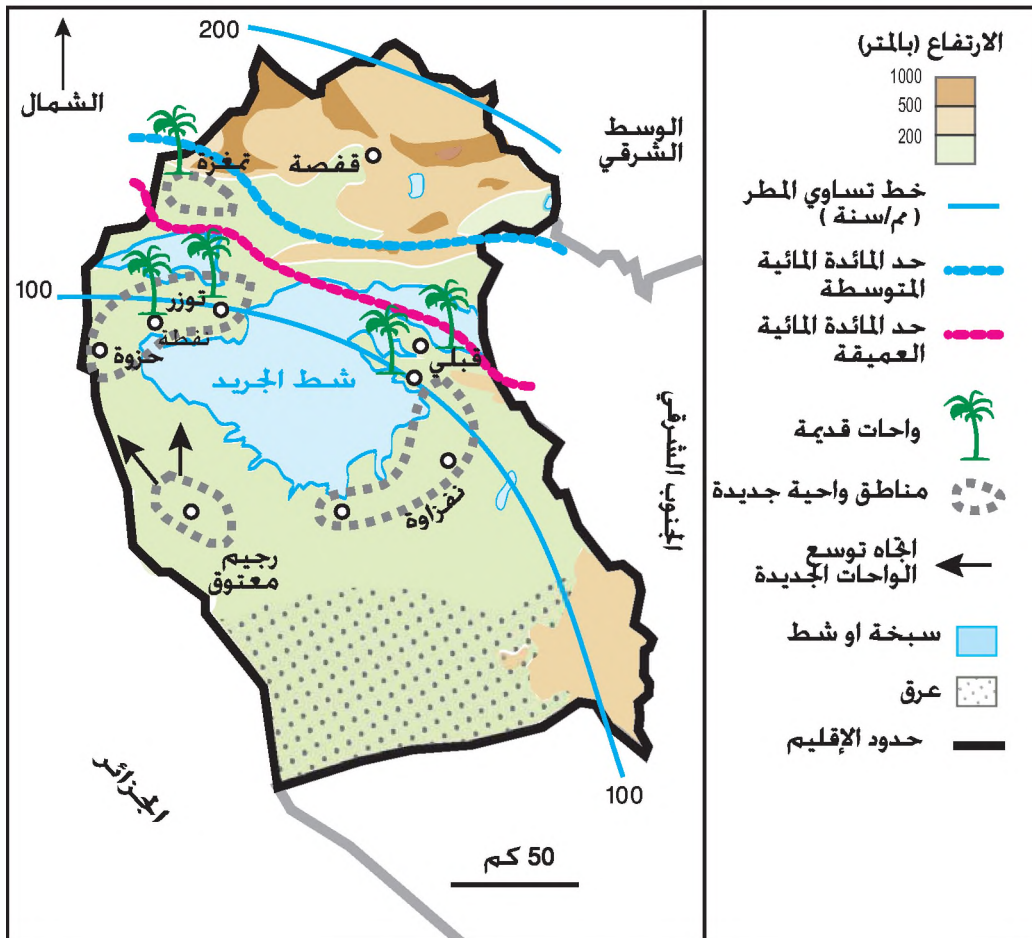 200
الشمال
الوسط
الشرقي
تمغزة
قفصة
100
توزر
نفطة
حزوة
قبلي
شط الجريد
الجنوب الشرقي
نفزاوة
رجيم
معتوق
الجزائر
100
50 كم
الارتفاع (بالمتر)
1000
500
200
خط تساوي المطر
(مم/سنة)
حد المائدة المائية
المتوسطة
حد المائدة المائية
العميقة
واحات قديمة
مناطق واحية جديدة
اتجاه توسع
الواحات الجديدة
سبخة او شط
عرق
حدود الإقليم